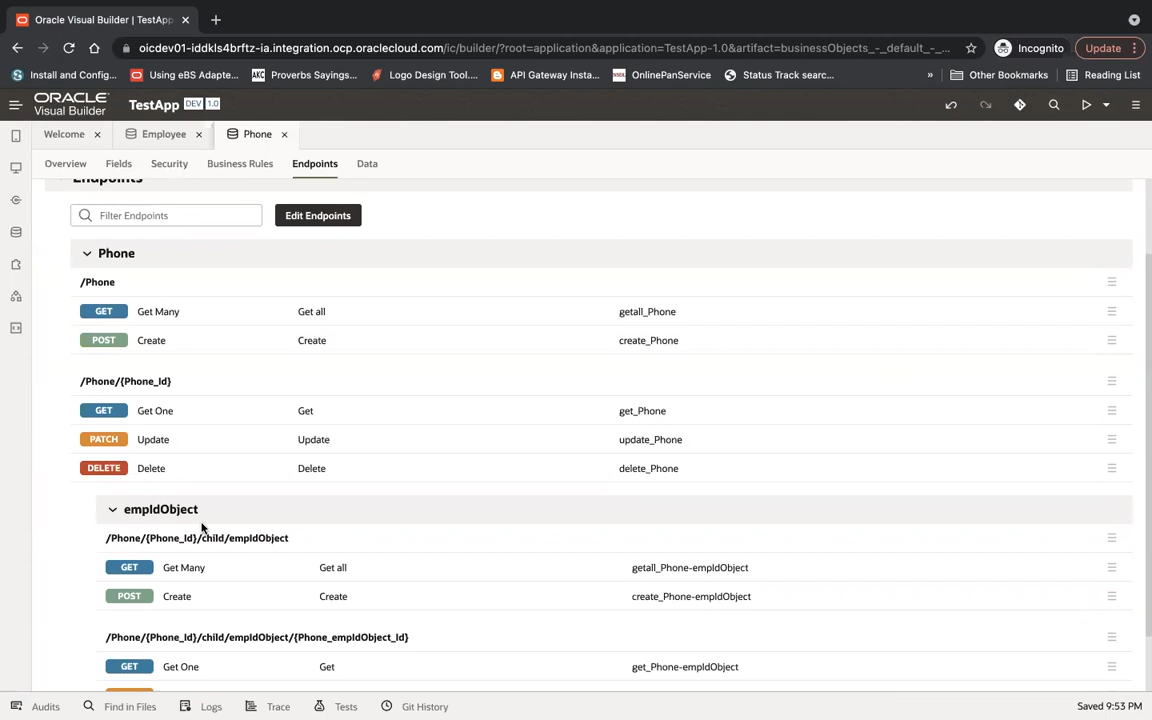 Oracle Visual Builder | TestApp
oicdev01-iddkls4brftz-ia.integration.ocp.oraclecloud.com/ic/builder/?root=application&application=TestApp-1.0&artifact=businessObjects_-_default_-_... Incognito Update
Install and Config... Using eBS Adapte... AKC Proverbs Sayings... Logo Design Tool.... API Gateway Insta... OnlinePanService Status Track searc... » Other Bookmarks Reading List
ORACLE Visual Builder TestApp DEV 1.0
Welcome Employee Phone
Overview Fields Security Business Rules Endpoints Data
Endpoints
Filter Endpoints Edit Endpoints
Phone
/Phone
GET Get Many Get all getall_Phone
POST Create Create create_Phone
/Phone/{Phone_Id}
GET Get One Get get_Phone
PATCH Update Update update_Phone
DELETE Delete Delete delete_Phone
empIdObject
/Phone/{Phone_Id}/child/empIdObject
GET Get Many Get all getall_Phone-empIdObject
POST Create Create create_Phone-empIdObject
/Phone/{Phone_Id}/child/empIdObject/{Phone_empIdObject_Id}
GET Get One Get get_Phone-empIdObject
Audits Find in Files Logs Trace Tests Git History Saved 9:53 PM